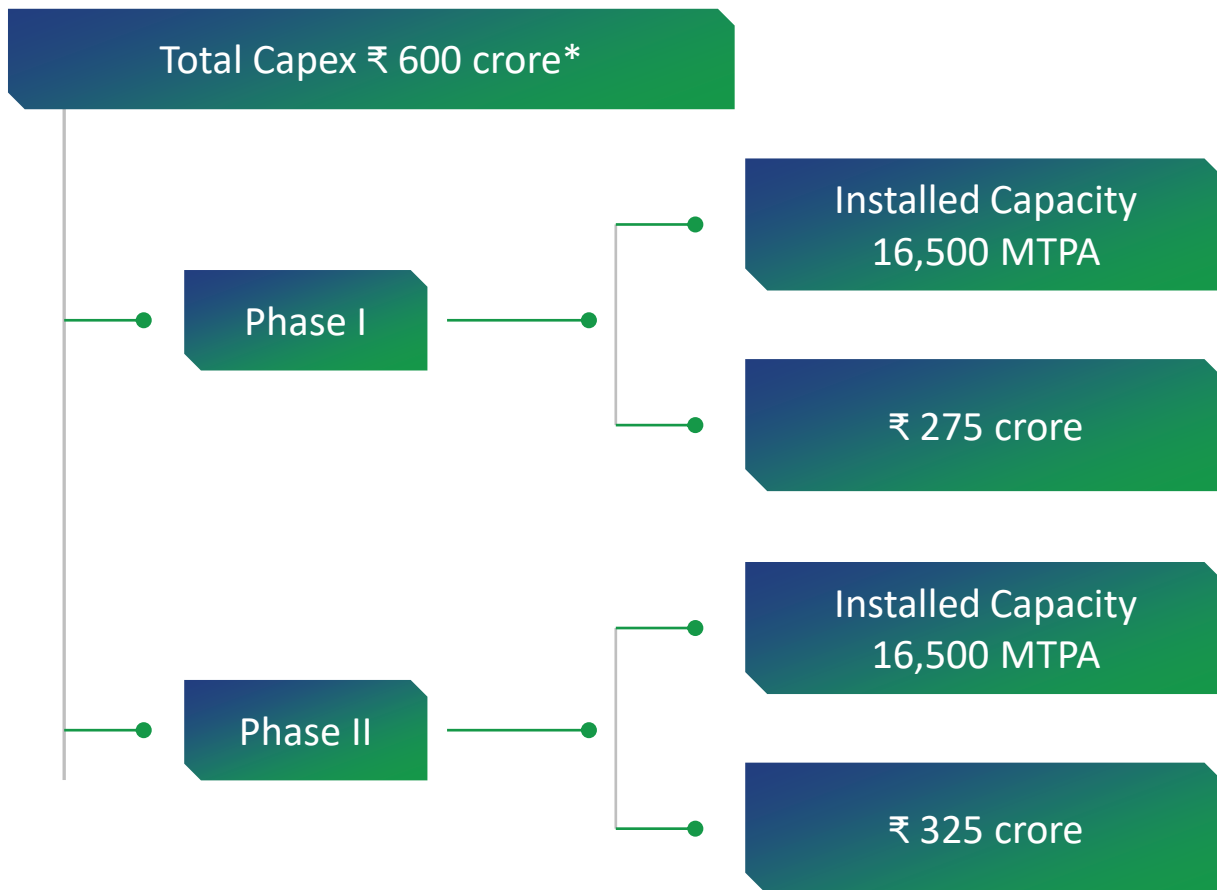 Total Capex ₹ 600 crore*
Installed Capacity
16,500 MTPA
Phase I
₹ 275 crore
Installed Capacity
16,500 MTPA
Phase II
₹ 325 crore